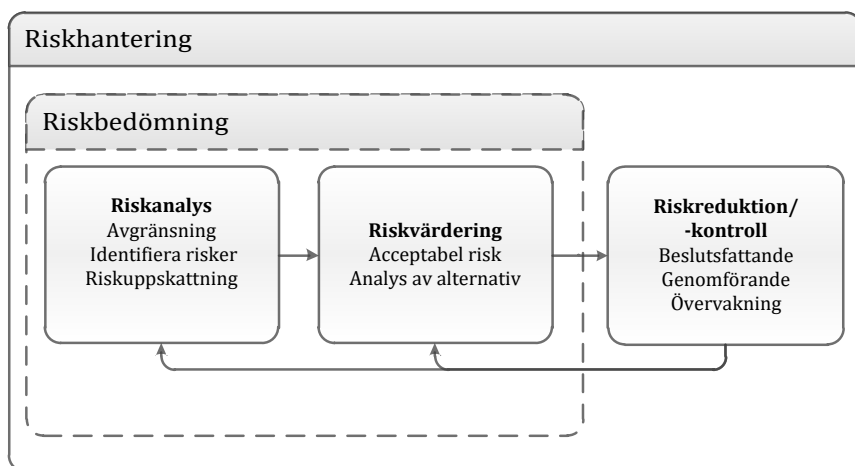 Riskhantering
Riskbedömning
Riskanalys
Avgränsning
Identifiera risker
Riskuppskattning
Riskvärdering
Acceptabel risk
Analys av alternativ
Riskreduktion/
-kontroll
Beslutsfattande
Genomförande
Övervakning